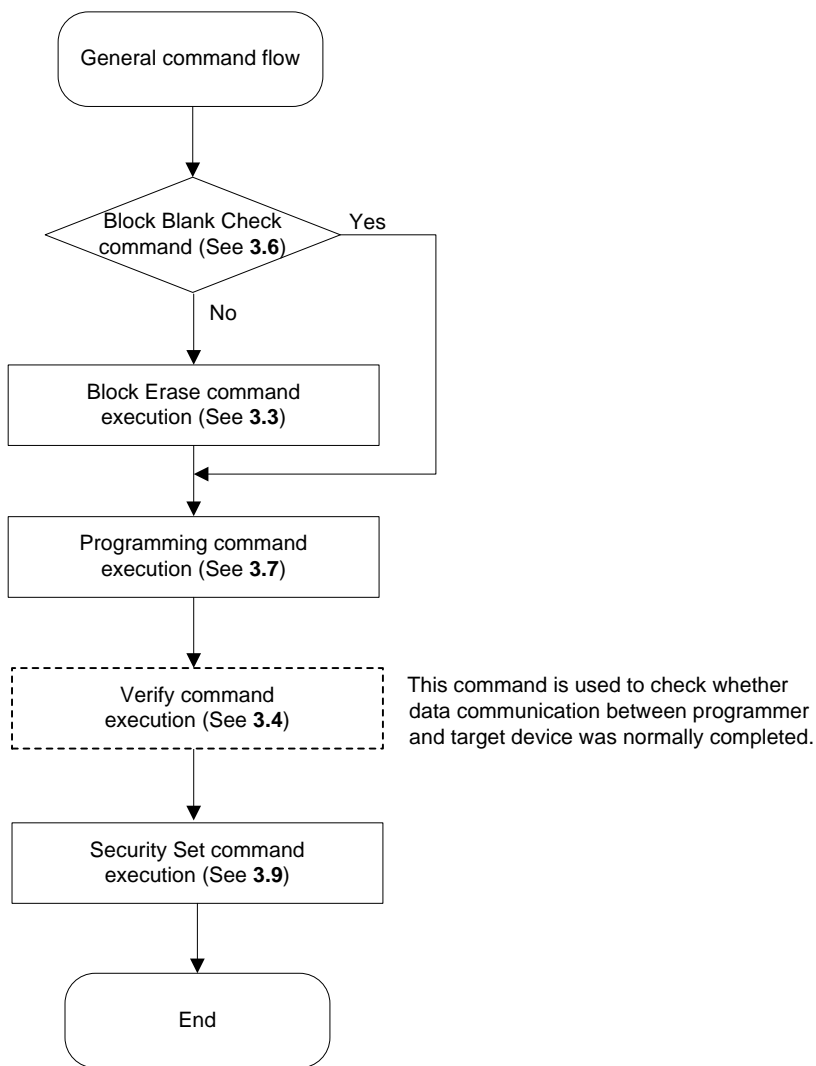 General command flow
Block Blank Check
command (See 3.6)
Yes
No
Block Erase command
execution (See 3.3)
Programming command
execution (See 3.7)
Verify command
execution (See 3.4)
This command is used to check whether
data communication between programmer
and target device was normally completed.
Security Set command
execution (See 3.9)
End